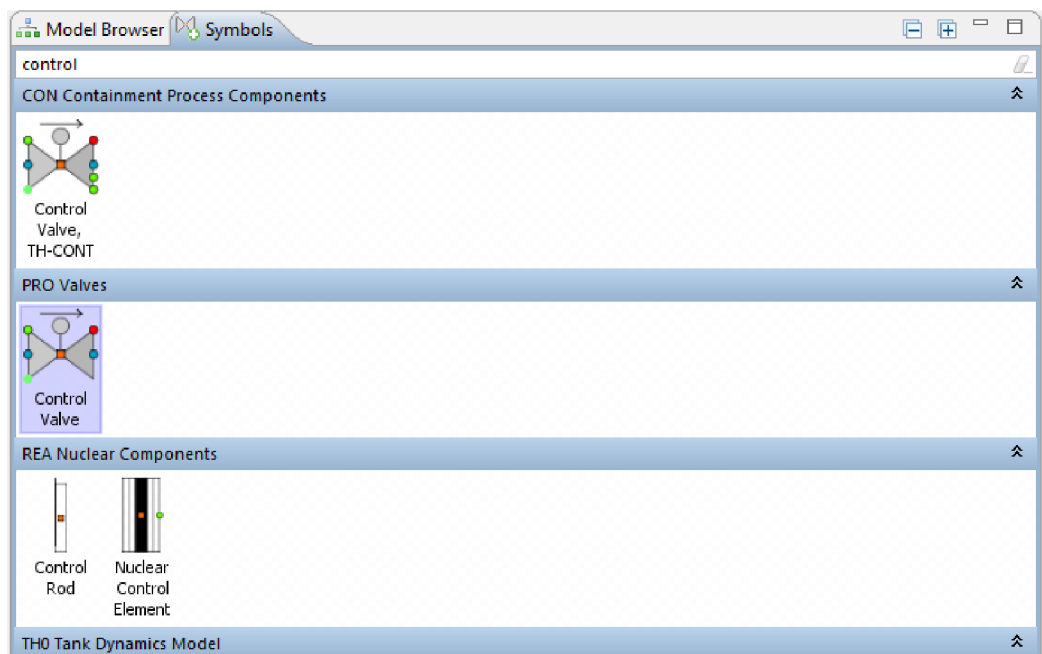 Model Browser Symbols
control
CON Containment Process Components
Control
Valve,
TH-CONT
PRO Valves
Control
Valve
REA Nuclear Components
Control
Rod
Nuclear
Control
Element
TH0 Tank Dynamics Model